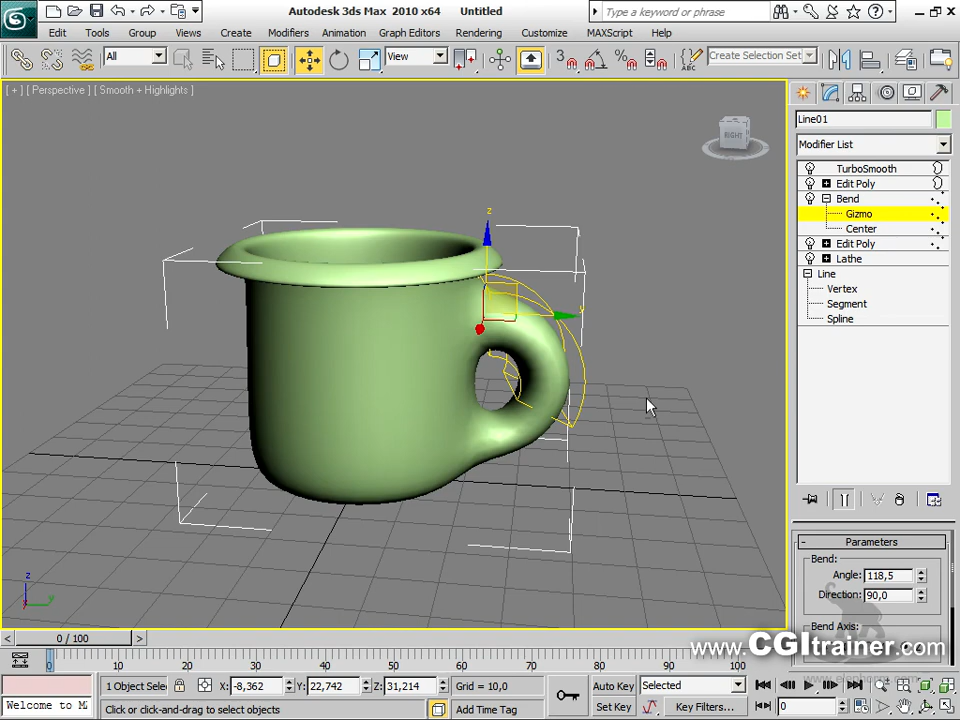 Autodesk 3ds Max 2010 x64 Untitled
Type a keyword or phrase
Edit Tools Group Views Create Modifiers Animation Graph Editors Rendering Customize MAXScript Help
All View Create Selection Set
[ + ] [ Perspective ] [ Smooth + Highlights ]
RIGHT
z
y
z
y
x
Line01
Modifier List
TurboSmooth
Edit Poly
Bend
Gizmo
Center
Edit Poly
Lathe
Line
Vertex
Segment
Spline
Parameters
Bend:
Angle: 118,5
Direction: 90,0
Bend Axis:
www.CGItrainer.com
0 / 100
0 10 20 30 40 50 60 70 80 90 100
1 Object Sele X: -8,362 Y: 22,742 Z: 31,214 Grid = 10,0 Auto Key Selected
Welcome to M Click or click-and-drag to select objects Add Time Tag Set Key Key Filters... 0